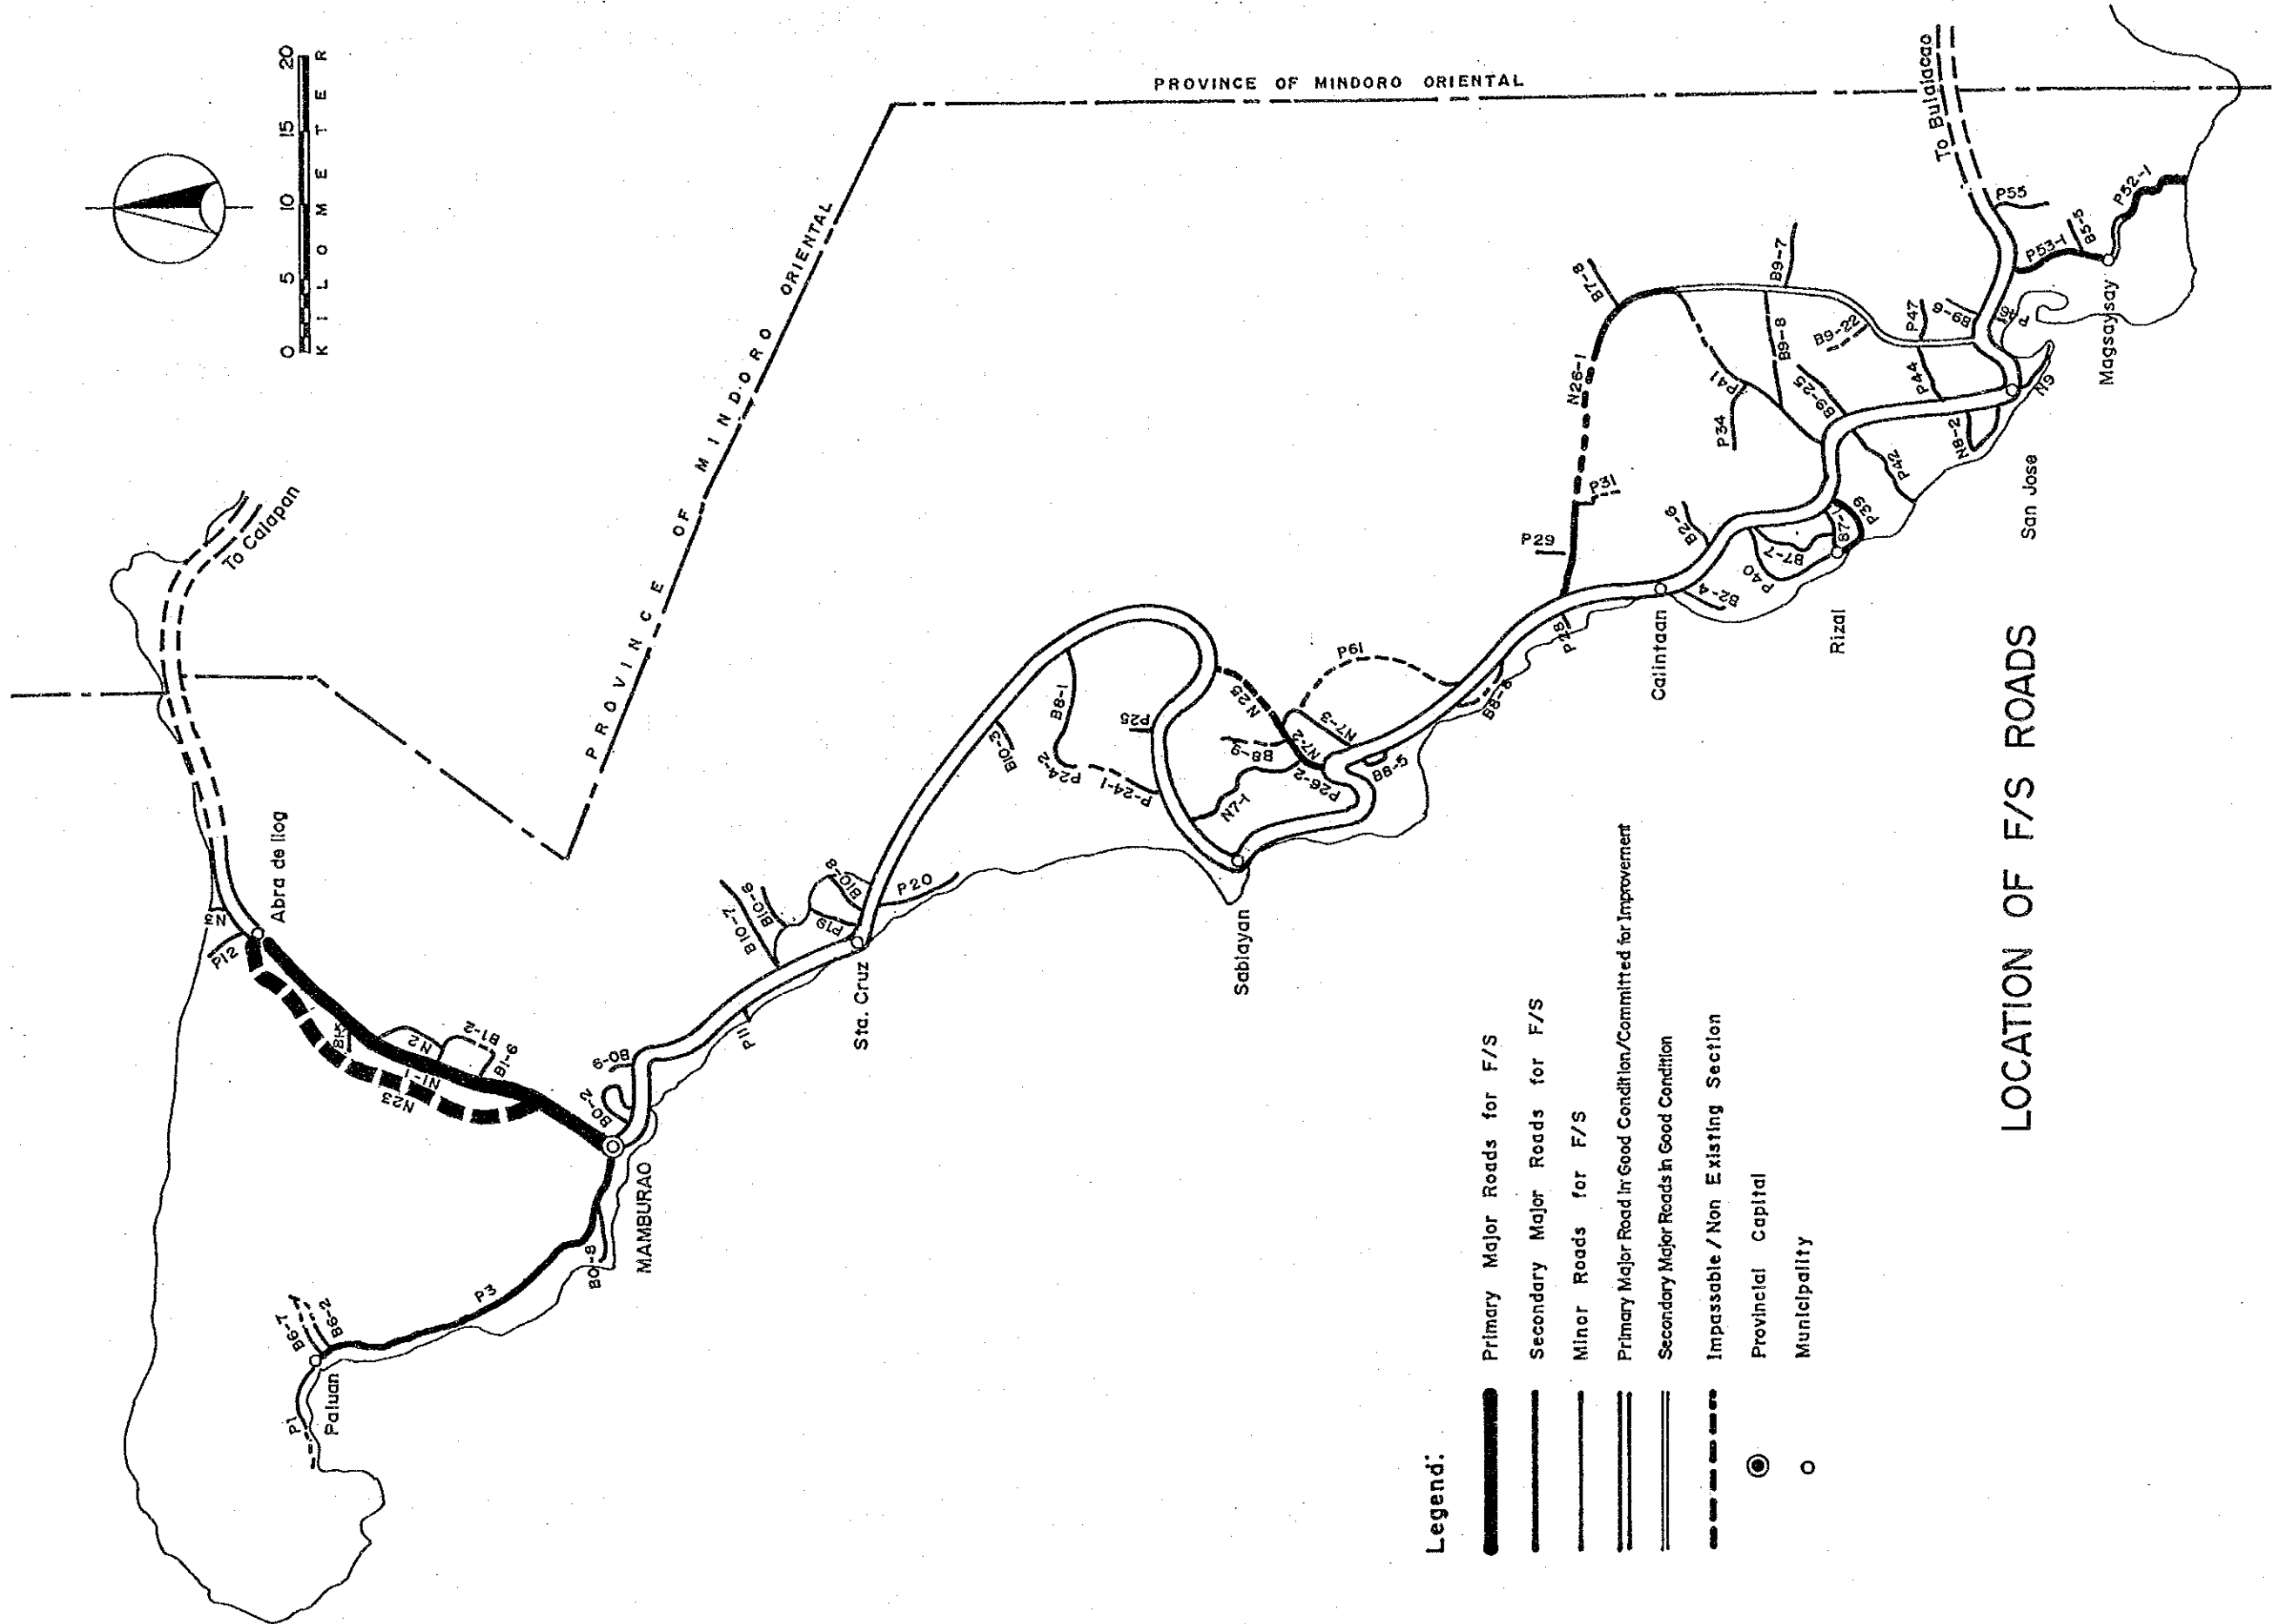 LOCATION OF F/S ROADS
0 5 10 15 20
KILOMETER
PROVINCE OF MINDORO ORIENTAL
PROVINCE OF MINDORO ORIENTAL
To Calapan
N3
P12
Abra de Ilog
N2
B1-2
B1-6
N1-1
N23
B0-9
B0-2
MAMBURAO
B0-8
P3
B6-7
B6-2
P1
Paluan
P11
B10-7
B10-6
P19
B10-8
P20
Sta. Cruz
B10-3
B8-1
P24-2
P-24-1
P25
N25
N7-1
B8-9
N7-2
N7-3
P26-2
B8-5
P61
Sablayan
P28
P29
P31
N26-1
B7-8
Calintaan
B2-6
B2-4
P40
B7-7
B7-1
P39
Rizal
P34
P41
B9-8
B9-25
B9-7
B9-22
P42
P44
P47
B9-6
N8-2
N9
San Jose
To Bulalacao
P55
P53-1
B5-5
P52-1
Magsaysay
Legend:
Primary Major Roads for F/S
Secondary Major Roads for F/S
Minor Roads for F/S
Primary Major Road in Good Condition/Committed for Improvement
Secondary Major Roads in Good Condition
Impassable / Non Existing Section
Provincial Capital
Municipality